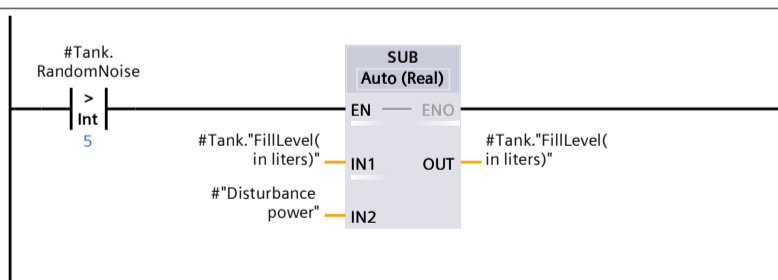 #Tank.
RandomNoise
>
Int
5
SUB
Auto (Real)
EN
ENO
#Tank."FillLevel(
in liters)"
IN1
OUT
#Tank."FillLevel(
in liters)"
#"Disturbance
power"
IN2